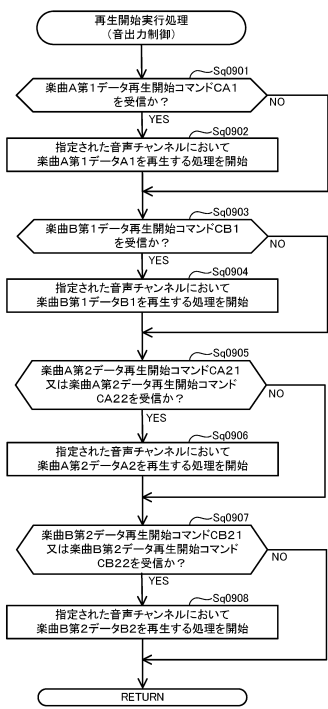 再生開始実行処理
(音出力制御)
Sq0901
楽曲A第1データ再生開始コマンドCA1
を受信か?
NO
YES
Sq0902
指定された音声チャンネルにおいて
楽曲A第1データA1を再生する処理を開始
Sq0903
楽曲B第1データ再生開始コマンドCB1
を受信か?
NO
YES
Sq0904
指定された音声チャンネルにおいて
楽曲B第1データB1を再生する処理を開始
Sq0905
楽曲A第2データ再生開始コマンドCA21
又は楽曲A第2データ再生開始コマンド
CA22を受信か?
NO
YES
Sq0906
指定された音声チャンネルにおいて
楽曲A第2データA2を再生する処理を開始
Sq0907
楽曲B第2データ再生開始コマンドCB21
又は楽曲B第2データ再生開始コマンド
CB22を受信か?
NO
YES
Sq0908
指定された音声チャンネルにおいて
楽曲B第2データB2を再生する処理を開始
RETURN